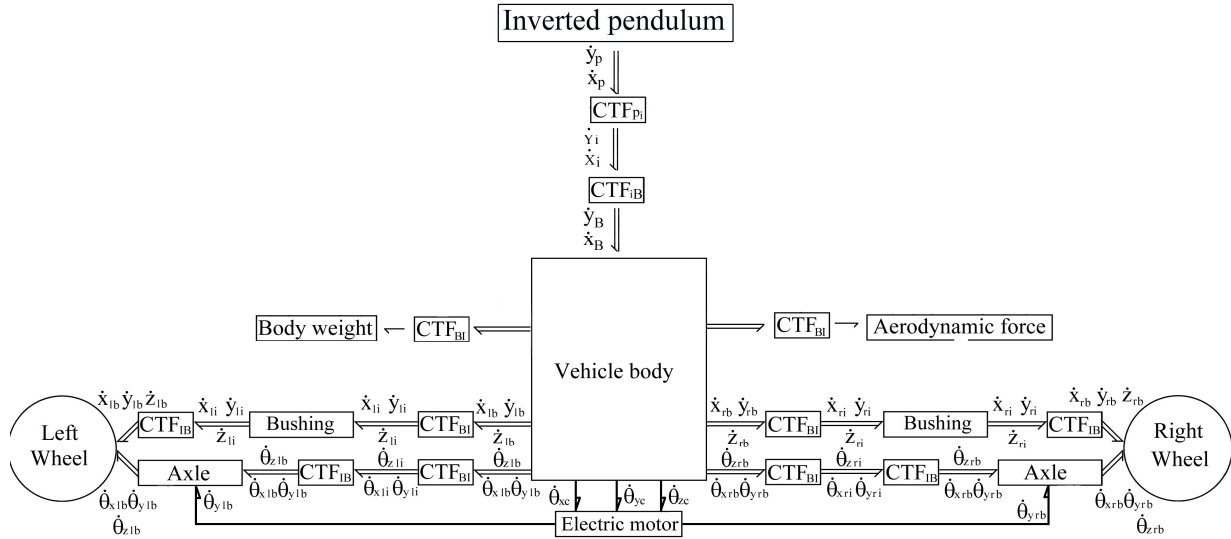 Inverted pendulum
ẏp
ẋp
CTFpi
Ẏi
Ẋi
CTFiB
ẏB
ẋB
Body weight CTFBI CTFBI Aerodynamic force
Vehicle body
ẋlb ẏlb żlb ẋli ẏli ẋli ẏli ẋlb ẏlb ẋrb ẏrb ẋri ẏri ẋri ẏri ẋrb ẏrb żrb
Left Wheel CTFIB Bushing CTFBI CTFBI Bushing CTFIB Right Wheel
żli żli żlb żrb żri żri
θ̇zlb θ̇zli θ̇zlb θ̇zrb θ̇zri θ̇zrb
Axle CTFIB CTFBI CTFBI CTFIB Axle
θ̇xlb θ̇ylb θ̇ylb θ̇xlb θ̇ylb θ̇xli θ̇yli θ̇xlb θ̇ylb θ̇xrb θ̇yrb θ̇xri θ̇yri θ̇xrb θ̇yrb θ̇yrb θ̇xrb θ̇yrb
θ̇zlb θ̇xc θ̇yc θ̇zc θ̇zrb
Electric motor